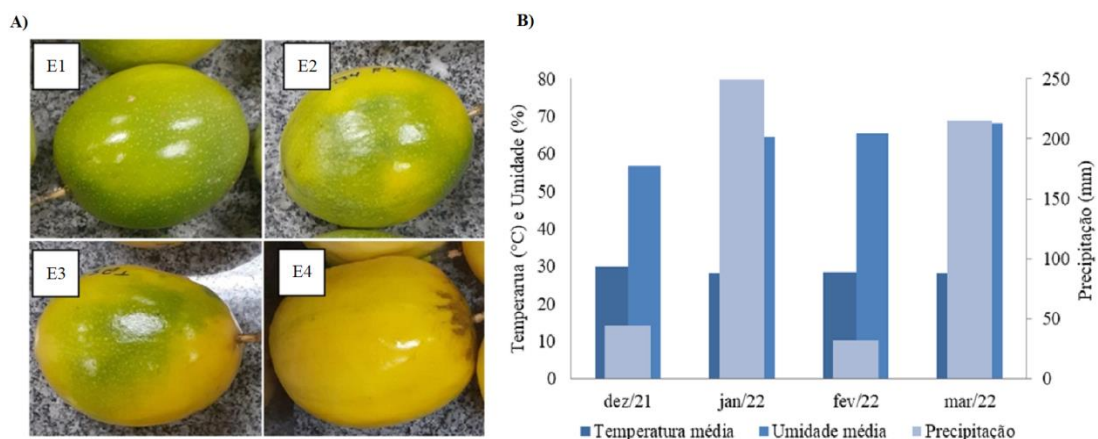 A)
E1
E2
E3
E4
B)
Temperarua (°C) e Umidade (%)
80
70
60
50
40
30
20
10
0
250
200
150
100
50
0
Precipitação (mm)
dez/21 jan/22 fev/22 mar/22
Temperatura média Umidade média Precipitação